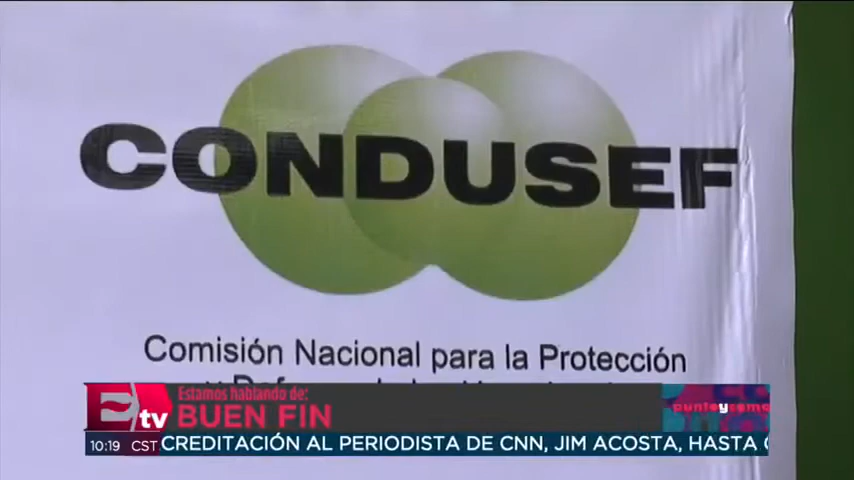 CONDUSEF
Comisión Nacional para la Protección
Estamos hablando de:
BUEN FIN
tv
puntoycoma
10:19 CST
CREDITACIÓN AL PERIODISTA DE CNN, JIM ACOSTA, HASTA